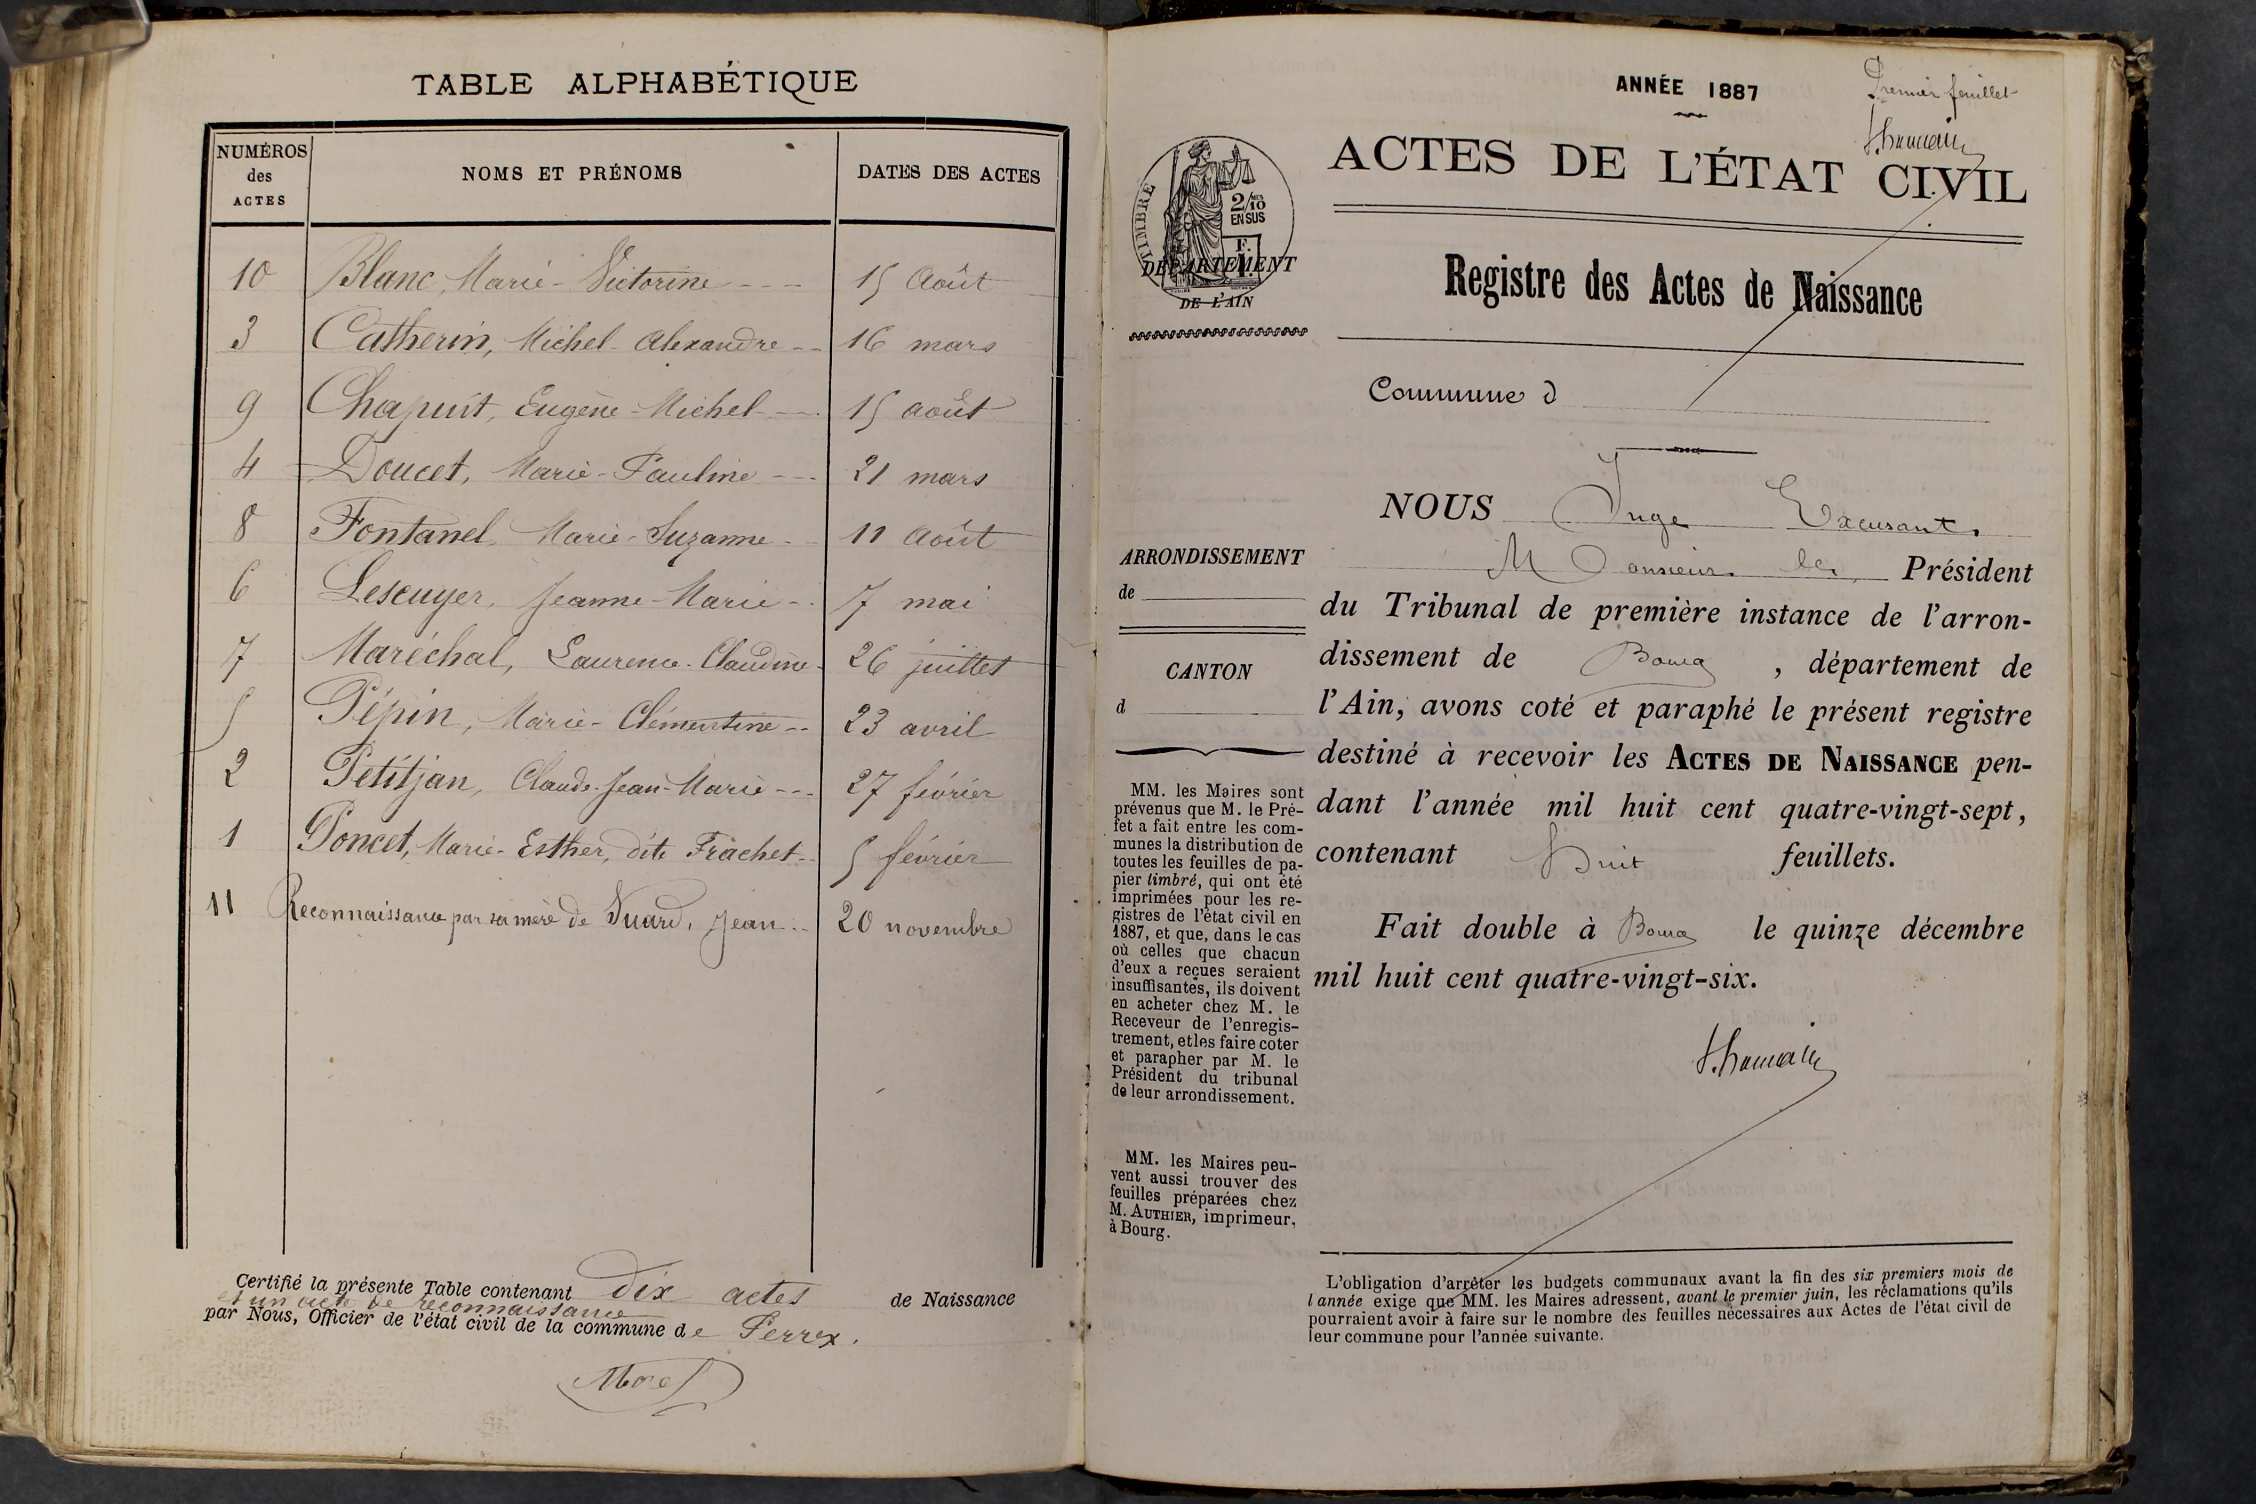 TABLE ALPHABÉTIQUE
NUMÉROS des ACTES
NOMS ET PRÉNOMS
DATES DES ACTES
10 Blanc, Marie-Victorine 15 Août
3 Catherin, Michel-Alexandre 16 mars
9 Chapuit, Eugène-Michel 15 août
4 Doucet, Marie-Pauline 21 mars
8 Fontanel, Marie-Suzanne 11 Août
6 Lescuyer, Jeanne-Marie 7 mai
7 Maréchal, Laurence-Claudine 26 juillet
5 Pépin, Marie-Clémentine 23 avril
2 Petitjan, Claude-Jean-Marie 27 février
1 Poncet, Marie-Esther, dite Frachet 5 février
11 Reconnaissance par sa mère de Vuard, Jean 20 novembre
Certifié la présente Table contenant dix actes de Naissance
et un acte de reconnaissance
par Nous, Officier de l'état civil de la commune de Perrex.
Morel
Premier feuillet
ANNÉE 1887
ACTES DE L'ÉTAT CIVIL
TIMBRE
2/10
EN SUS
DÉPARTEMENT
DE L'AIN
Registre des Actes de Naissance
Commune d
NOUS Juge Excusant
Monsieur le Président
du Tribunal de première instance de l'arron-
dissement de Bourg, département de
l'Ain, avons coté et paraphé le présent registre
destiné à recevoir les ACTES DE NAISSANCE pen-
dant l'année mil huit cent quatre-vingt-sept,
contenant Huit feuillets.
Fait double à Bourg le quinze décembre
mil huit cent quatre-vingt-six.
ARRONDISSEMENT
de
CANTON
d
MM. les Maires sont
prévenus que M. le Pré-
fet a fait entre les com-
munes la distribution de
toutes les feuilles de pa-
pier timbré, qui ont été
imprimées pour les re-
gistres de l'état civil en
1887, et que, dans le cas
où celles que chacun
d'eux a reçues seraient
insuffisantes, ils doivent
en acheter chez M. le
Receveur de l'enregis-
trement, et les faire coter
et parapher par M. le
Président du tribunal
de leur arrondissement.
MM. les Maires peu-
vent aussi trouver des
feuilles préparées chez
M. AUTHIER, imprimeur,
à Bourg.
L'obligation d'arrêter les budgets communaux avant la fin des six premiers mois de
l'année exige que MM. les Maires adressent, avant le premier juin, les réclamations qu'ils
pourraient avoir à faire sur le nombre des feuilles nécessaires aux Actes de l'état civil de
leur commune pour l'année suivante.